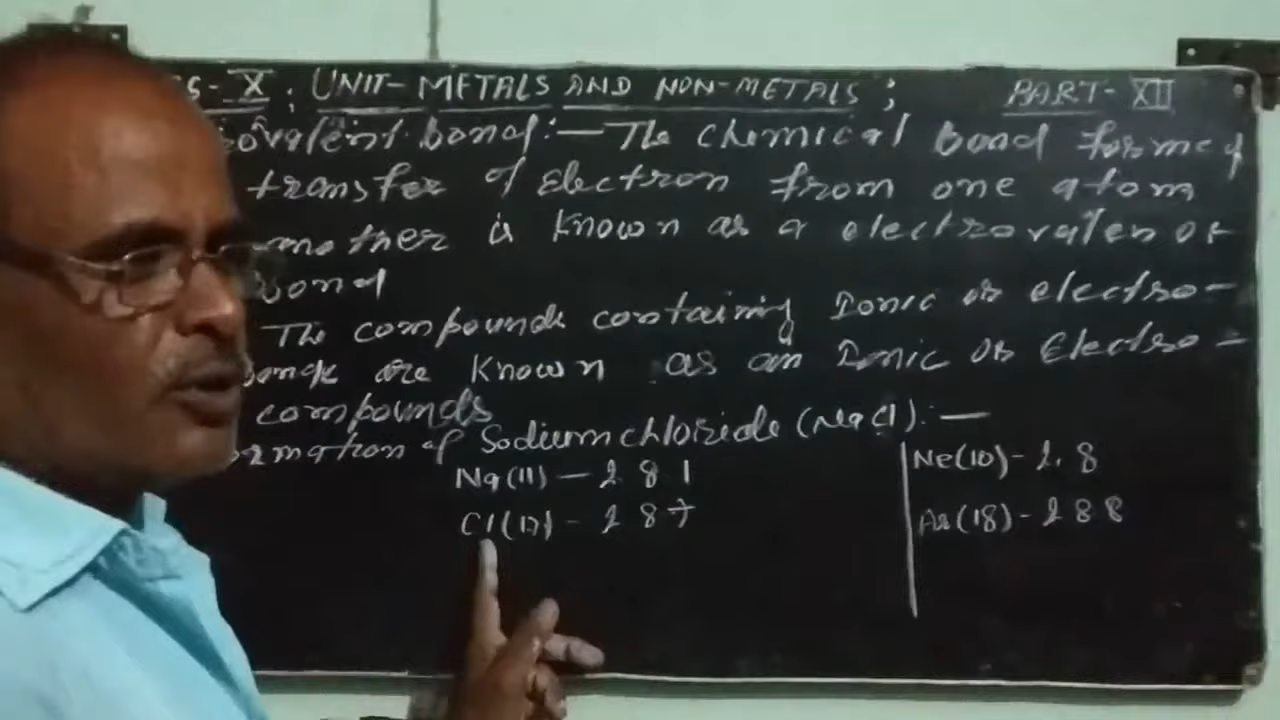 S-X : UNIT-METALS AND NON-METALS ; PART-XII
ovalent bond:- The chemical bond formed
transfer of Electron from one atom
nother is known as a electrovalen or
bond
The compounds containing Ionic or electro-
are known as an Ionic or Electro-
compounds
ormation of Sodium chloride (NaCl):-
Na(11) - 2 8 1
Ne(10) - 2, 8
Cl(17) - 2 8 7
Ar(18) - 2 8 8